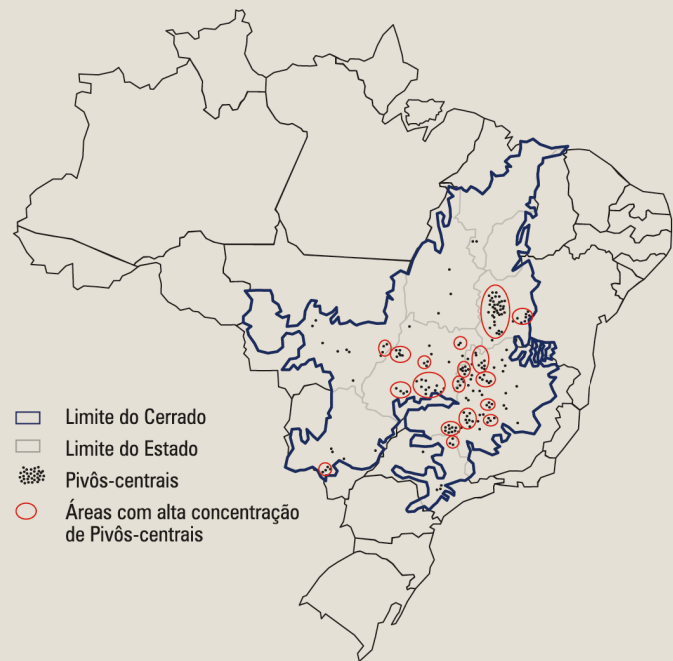 Limite do Cerrado
Limite do Estado
Pivôs-centrais
Áreas com alta concentração
de Pivôs-centrais